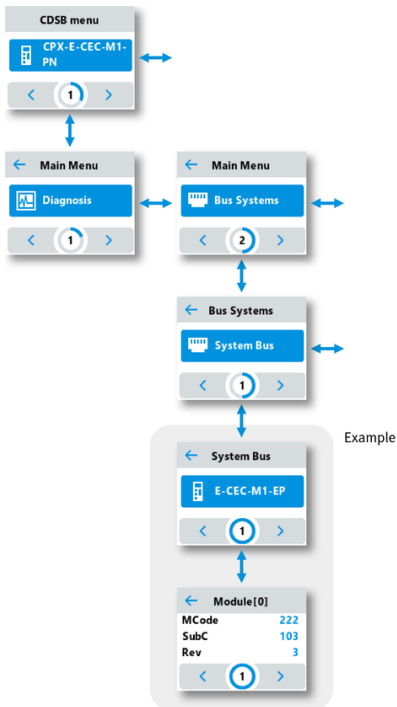 CDSB menu
CPX-E-CEC-M1-
PN
1
Main Menu
Diagnosis
1
Main Menu
Bus Systems
2
Bus Systems
System Bus
1
Example
System Bus
E-CEC-M1-EP
1
Module[0]
MCode 222
SubC 103
Rev 3
1